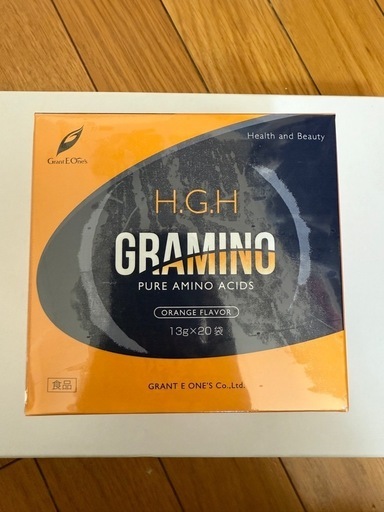 Grant E One's
Health and Beauty
H.G.H
GRAMINO
PURE AMINO ACIDS
ORANGE FLAVOR
13g×20袋
食品
GRANT E ONE'S Co.,Ltd.